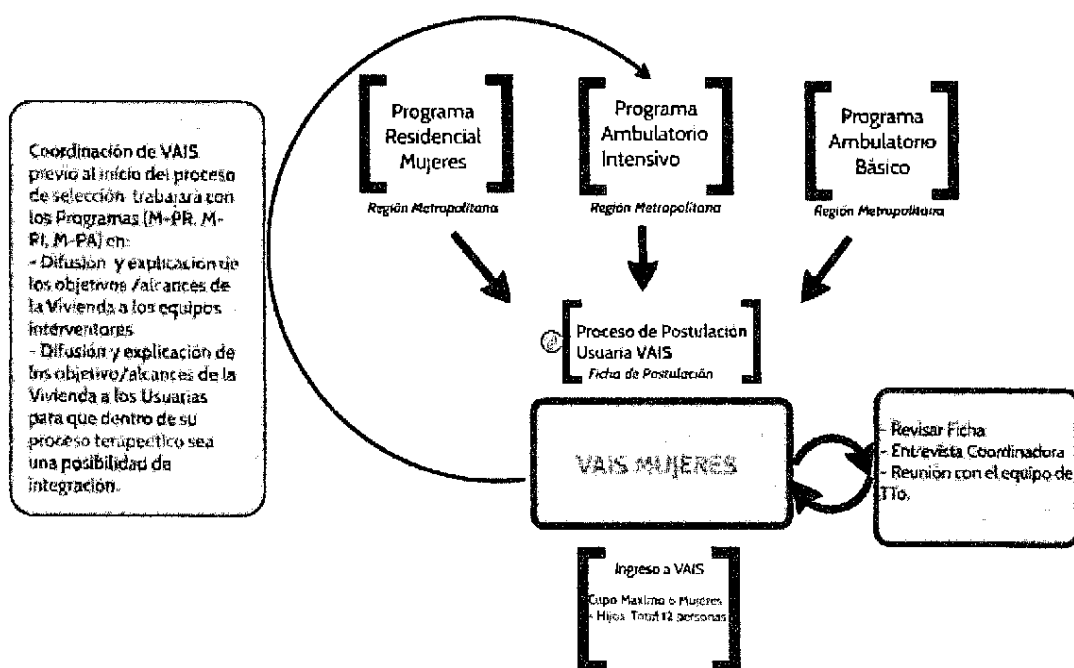 Coordinación de VAIS
previo al inicio del proceso
de selección trabajará con
los Programas (M-PR, M-
PI, M-PA) en:
- Difusión y explicación de
los objetivos /alcances de
la Vivienda a los equipos
interventores
- Difusión y explicación de
los objetivo/alcances de la
Vivienda a los Usuarias
para que dentro de su
proceso terapeútico sea
una posibilidad de
integración.
Programa
Residencial
Mujeres
Región Metropolitana
Programa
Ambulatorio
Intensivo
Región Metropolitana
Programa
Ambulatorio
Básico
Región Metropolitana
Proceso de Postulación
Usuaria VAIS
Ficha de Postulación
VAIS MUJERES
- Revisar Ficha
- Entrevista Coordinadora
- Reunión con el equipo de
TTo.
Ingreso a VAIS
Cupo Maximo 6 Mujeres
- Hijos. Total 12 personas